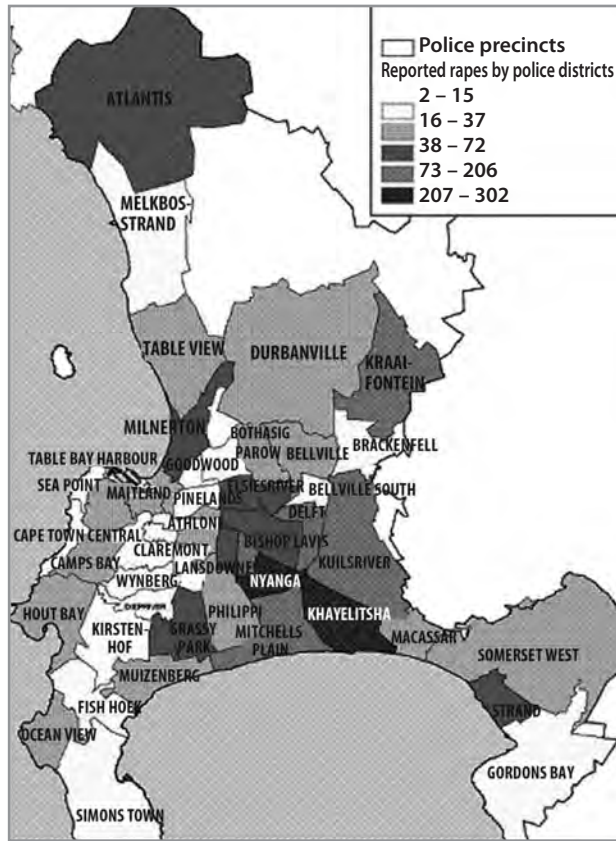 Police precincts
Reported rapes by police districts
2 – 15
16 – 37
38 – 72
73 – 206
207 – 302
ATLANTIS
MELKBOS-
STRAND
TABLE VIEW
DURBANVILLE
KRAAI-
FONTEIN
MILNERTON
BOTHASIG
BRACKENFELL
TABLE BAY HARBOUR
GOODWOOD
PAROW
BELLVILLE
SEA POINT
MAITLAND
PINELANDS
ELSIESRIVER
BELLVILLE SOUTH
CAPE TOWN CENTRAL
ATHLONE
DELFT
CLAREMONT
BISHOP LAVIS
CAMPS BAY
LANSDOWNE
KUILSRIVER
WYNBERG
NYANGA
HOUT BAY
PHILIPPI
KHAYELITSHA
KIRSTEN-
HOF
GRASSY
PARK
MITCHELLS
PLAIN
MACASSAR
SOMERSET WEST
MUIZENBERG
FISH HOEK
STRAND
OCEAN VIEW
GORDONS BAY
SIMONS TOWN